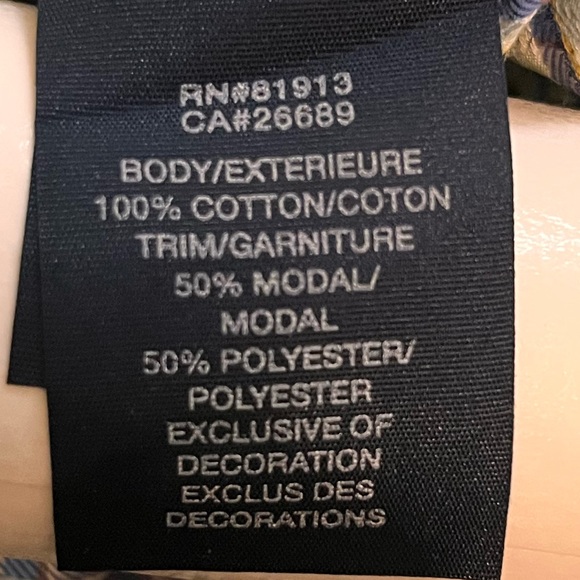 RN#81913
CA#26689
BODY/EXTERIEURE
100% COTTON/COTON
TRIM/GARNITURE
50% MODAL/
MODAL
50% POLYESTER/
POLYESTER
EXCLUSIVE OF
DECORATION
EXCLUS DES
DECORATIONS